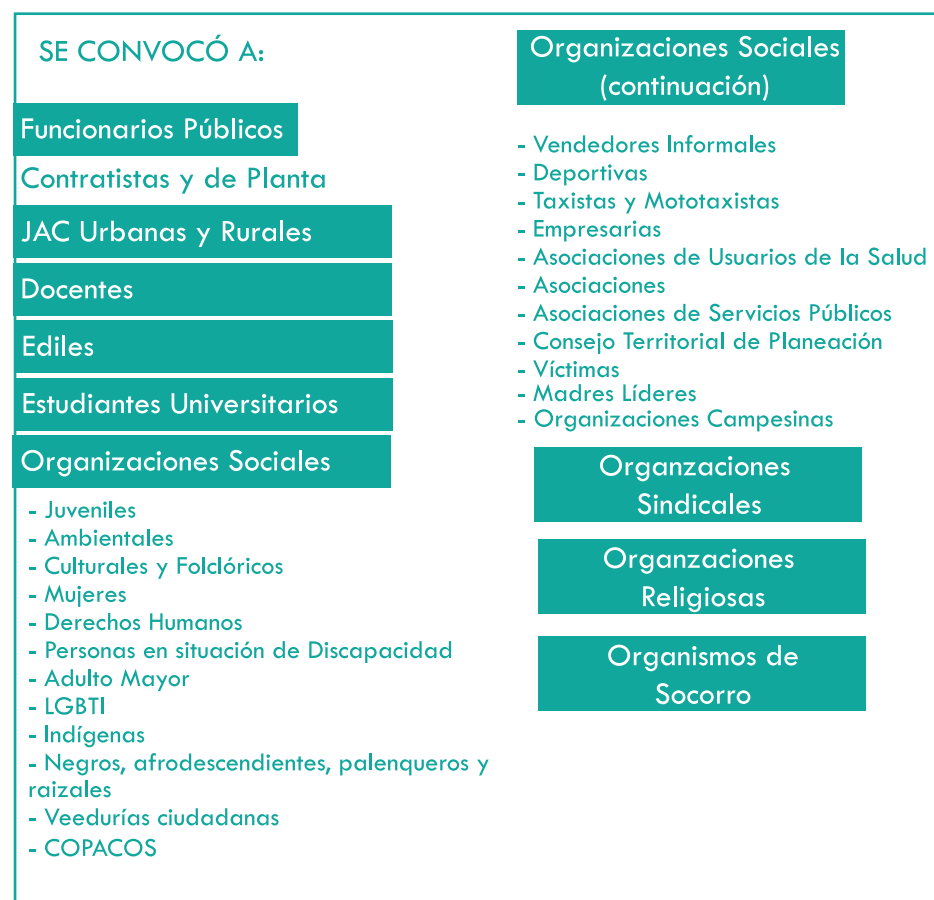 SE CONVOCÓ A:
Funcionarios Públicos
Contratistas y de Planta
JAC Urbanas y Rurales
Docentes
Ediles
Estudiantes Universitarios
Organizaciones Sociales
- Juveniles
- Ambientales
- Culturales y Folclóricos
- Mujeres
- Derechos Humanos
- Personas en situación de Discapacidad
- Adulto Mayor
- LGBTI
- Indígenas
- Negros, afrodescendientes, palenqueros y
raizales
- Veedurías ciudadanas
- COPACOS
Organizaciones Sociales
(continuación)
- Vendedores Informales
- Deportivas
- Taxistas y Mototaxistas
- Empresarias
- Asociaciones de Usuarios de la Salud
- Asociaciones
- Asociaciones de Servicios Públicos
- Consejo Territorial de Planeación
- Víctimas
- Madres Líderes
- Organizaciones Campesinas
Organzaciones
Sindicales
Organzaciones
Religiosas
Organismos de
Socorro